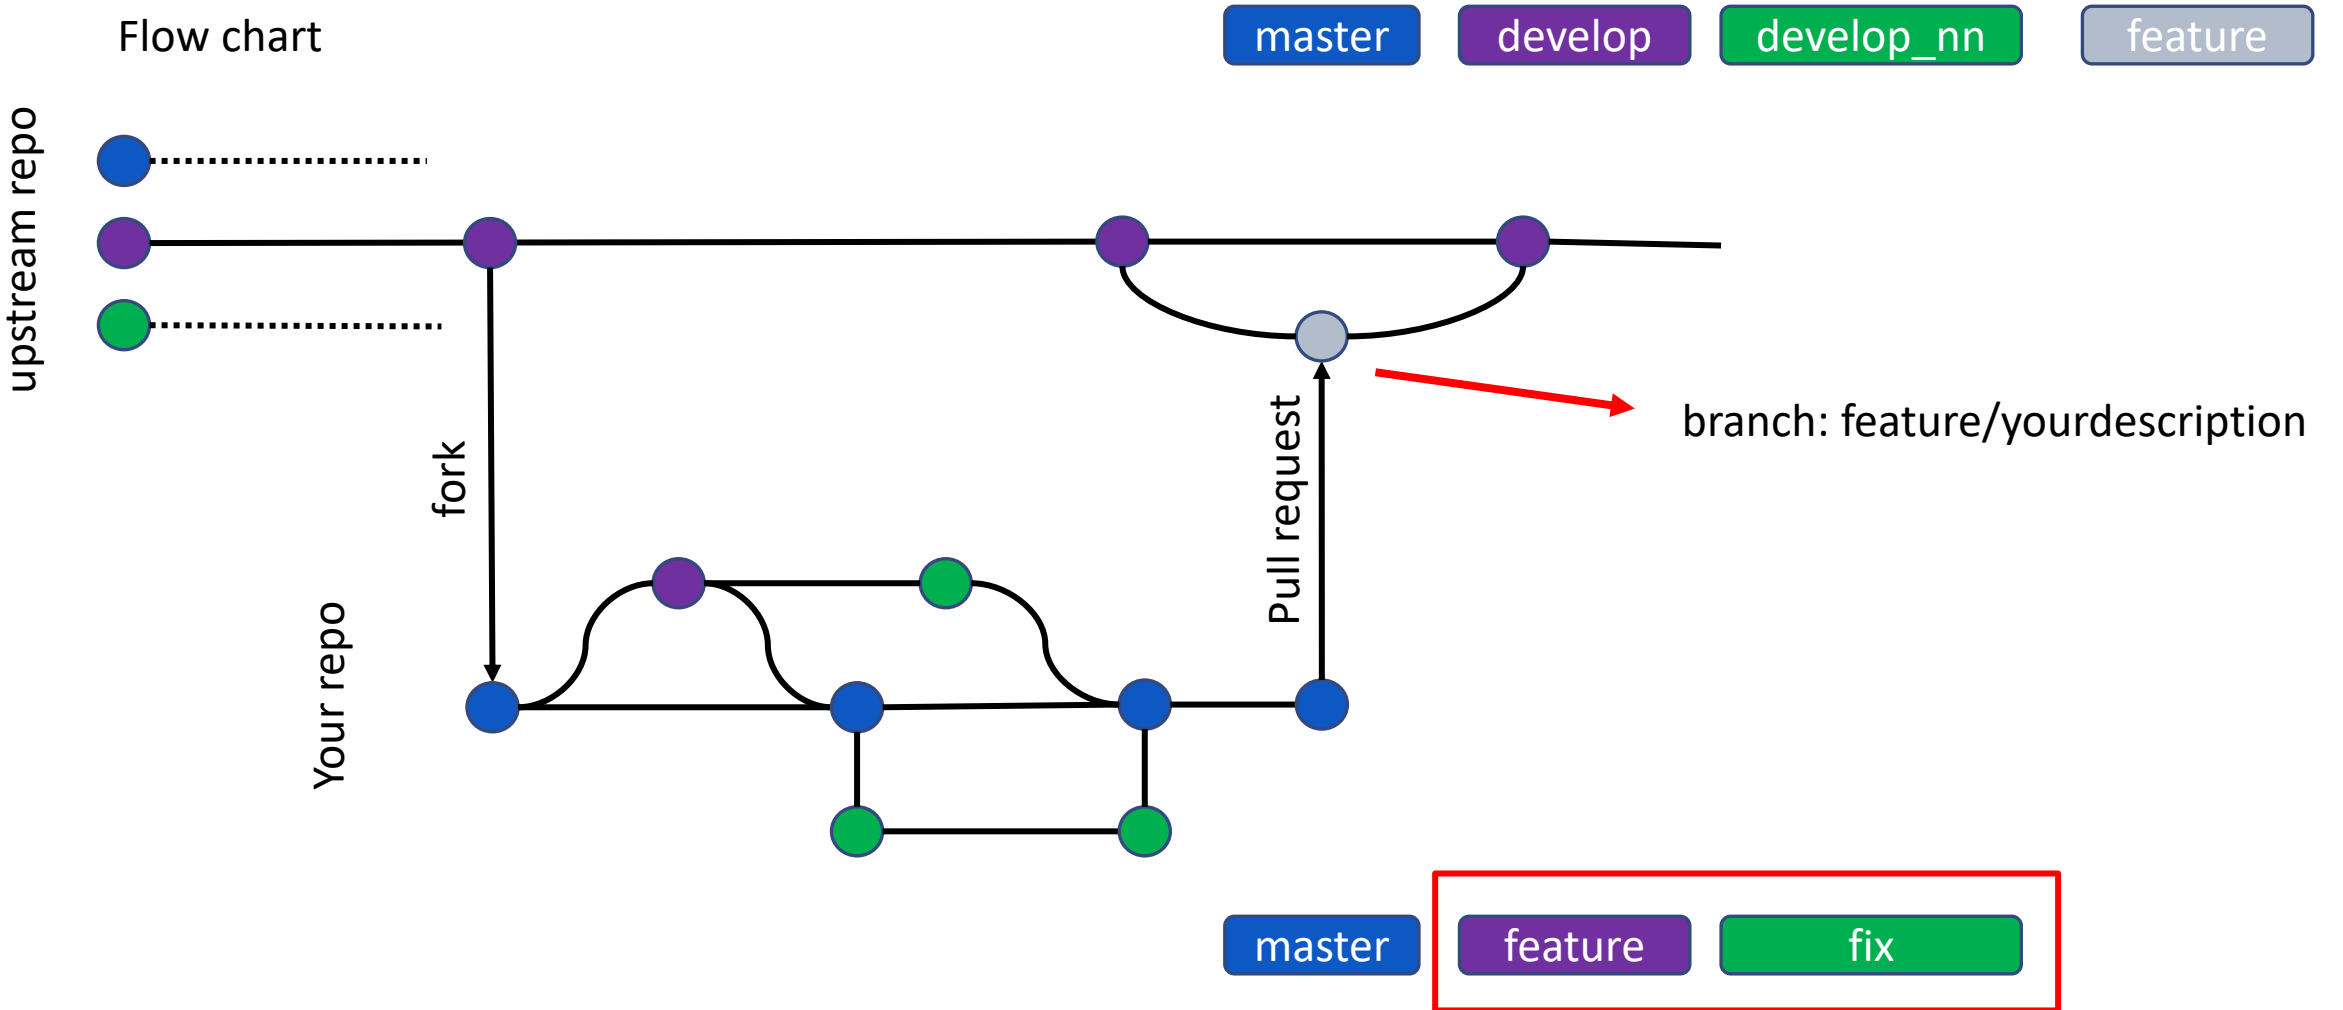 Flow chart
master
develop
develop_nn
feature
upstream repo
branch: feature/yourdescription
fork
Pull request
Your repo
master
feature
fix